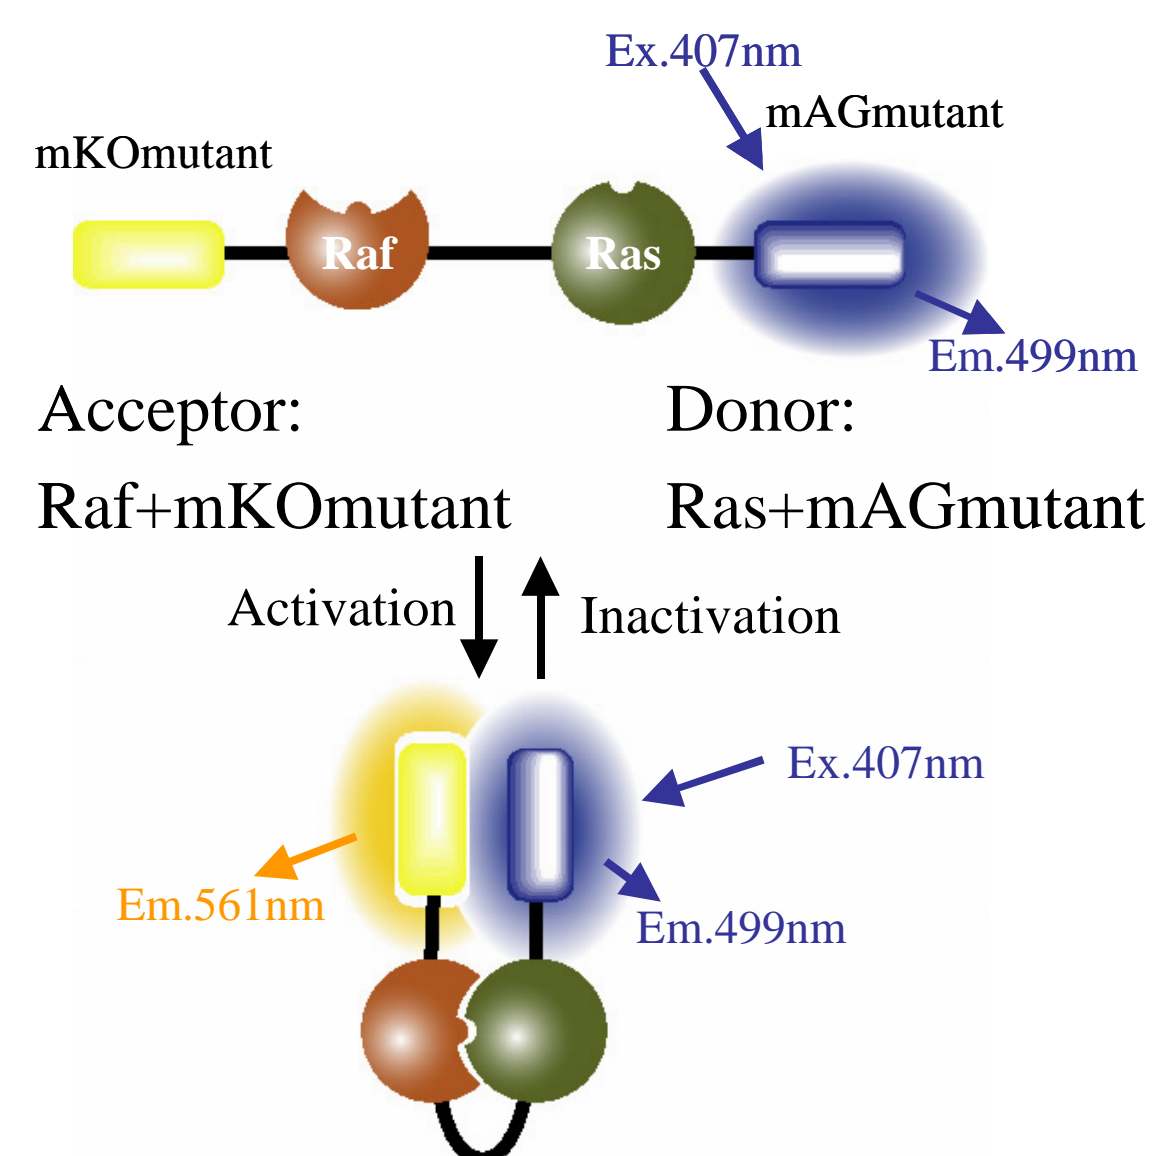 Ex.407nm
mAGmutant
mKOmutant
Raf
Ras
Em.499nm
Acceptor:
Donor:
Raf+mKOmutant
Ras+mAGmutant
Activation
Inactivation
Ex.407nm
Em.561nm
Em.499nm